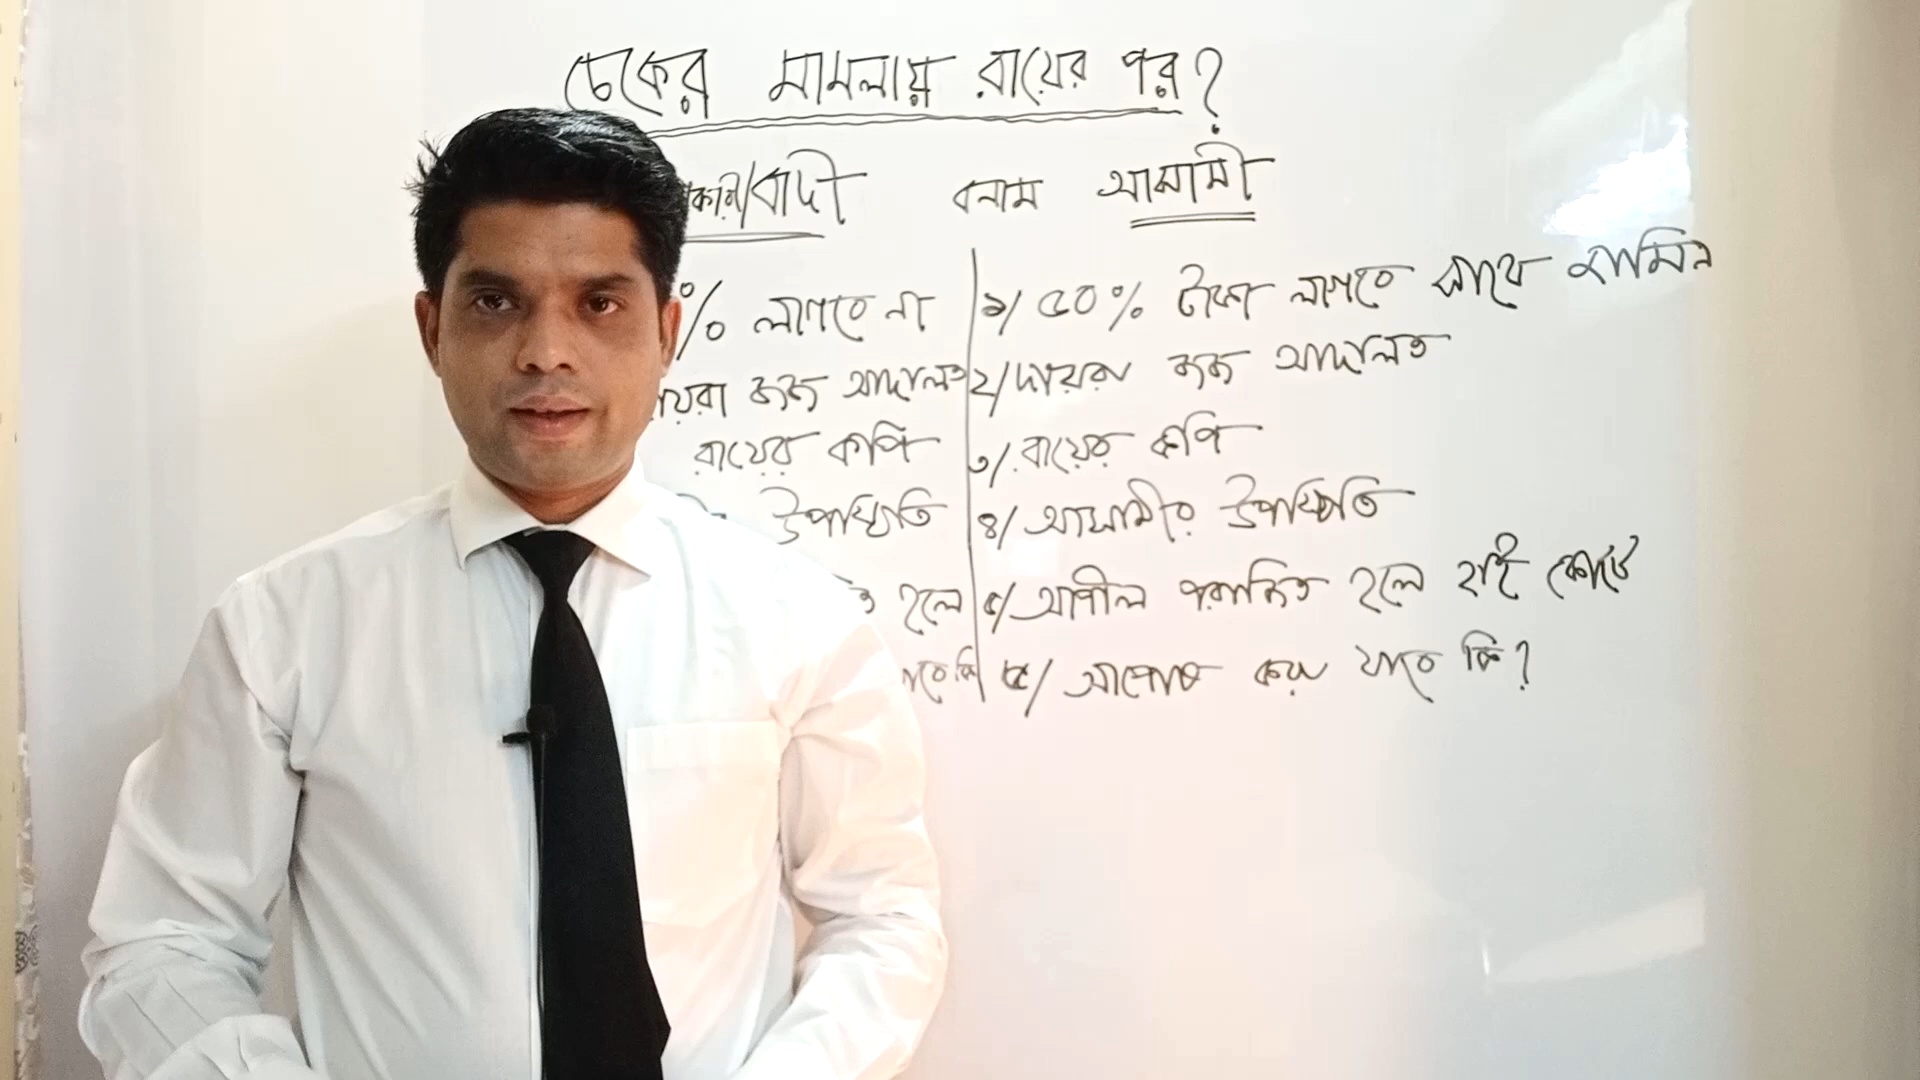 চেকের মামলায় রায়ের পর?
কারী/বাদী বনাম আসামী
% লাগবে না
১/ ৫০% টাকা লাগবে সাথে জামিন
য়রা জজ আদালত
২/ দায়রা জজ আদালত
রায়ের কপি
৩/ রায়ের কপি
উপস্থিতি
৪/ আসামীর উপস্থিতি
হলে
৫/ আপীল পরাজিত হলে হাই কোর্টে
বে কি
৬/ আপোষ করা যাবে কি?